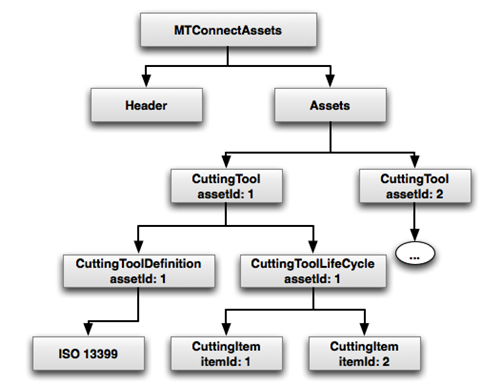 MTConnectAssets
Header
Assets
CuttingTool
assetId: 1
CuttingTool
assetId: 2
...
CuttingToolDefinition
assetId: 1
CuttingToolLifeCycle
assetId: 1
ISO 13399
CuttingItem
itemId: 1
CuttingItem
itemId: 2